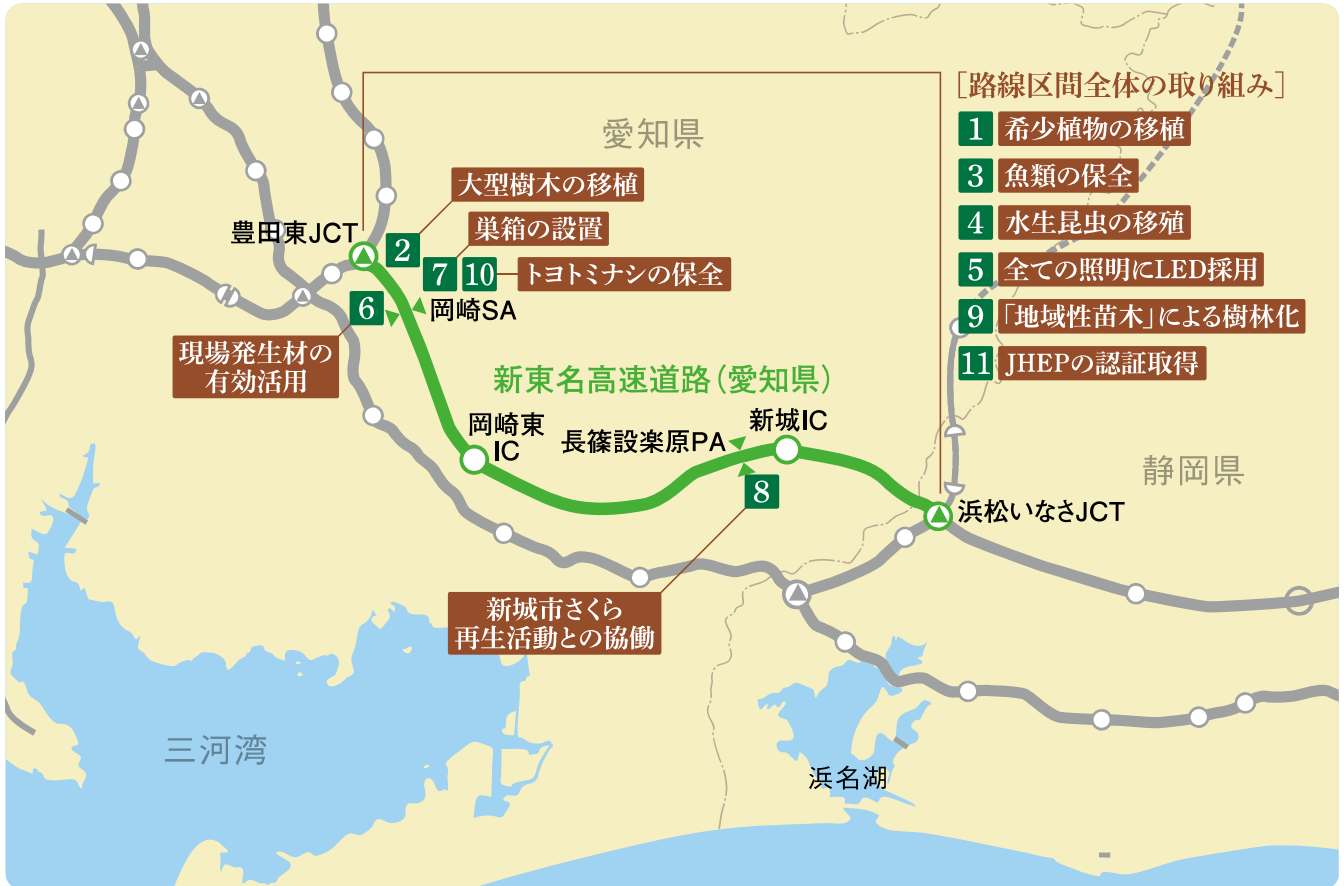 ［路線区間全体の取り組み］
1 希少植物の移植
3 魚類の保全
4 水生昆虫の移殖
5 全ての照明にLED採用
9 「地域性苗木」による樹林化
11 JHEPの認証取得
愛知県
大型樹木の移植
2
巣箱の設置
7 10 トヨトミナシの保全
豊田東JCT
岡崎SA
6
現場発生材の
有効活用
新東名高速道路（愛知県）
岡崎東
IC
長篠設楽原PA
新城IC
8
静岡県
浜松いなさJCT
新城市さくら
再生活動との協働
三河湾
浜名湖